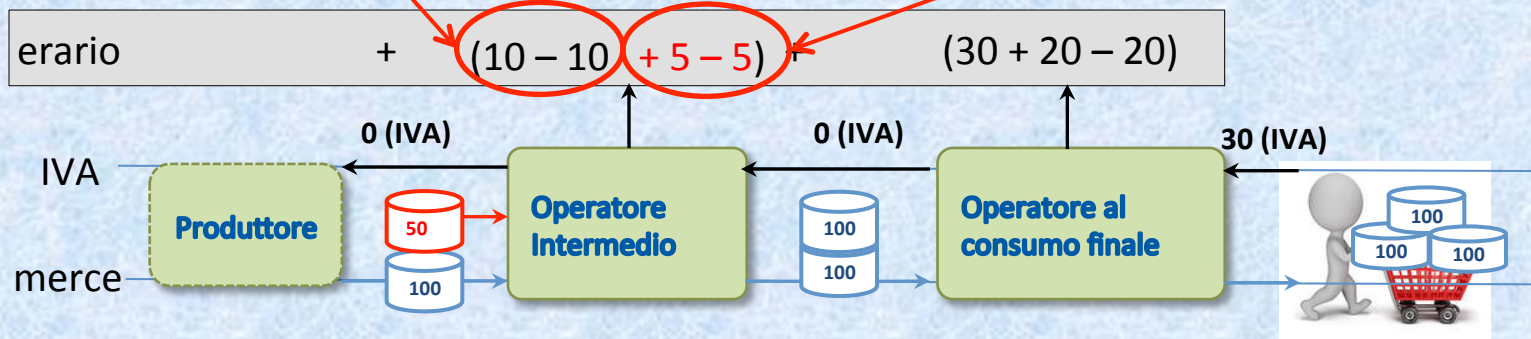 erario + (10 – 10 + 5 – 5) + (30 + 20 – 20)
0 (IVA) 0 (IVA) 30 (IVA)
IVA
Produttore
50
100
Operatore
Intermedio
100
100
Operatore al
consumo finale
100
100
100
merce